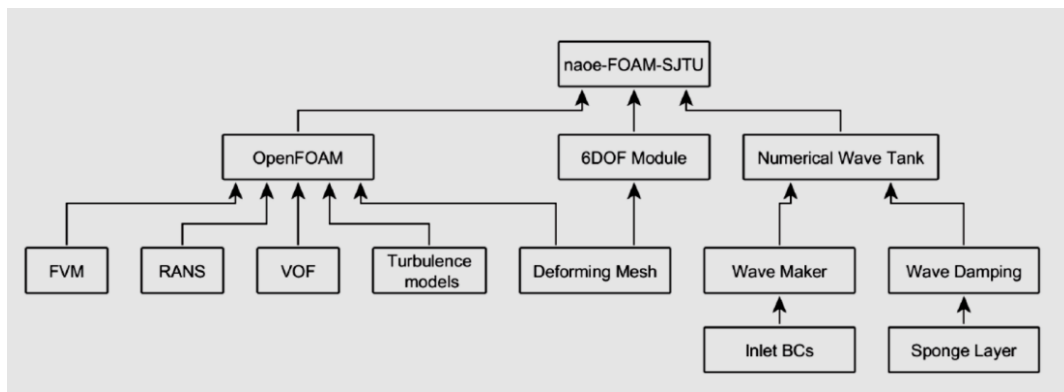 naoe-FOAM-SJTU
OpenFOAM
6DOF Module
Numerical Wave Tank
FVM
RANS
VOF
Turbulence
models
Deforming Mesh
Wave Maker
Wave Damping
Inlet BCs
Sponge Layer